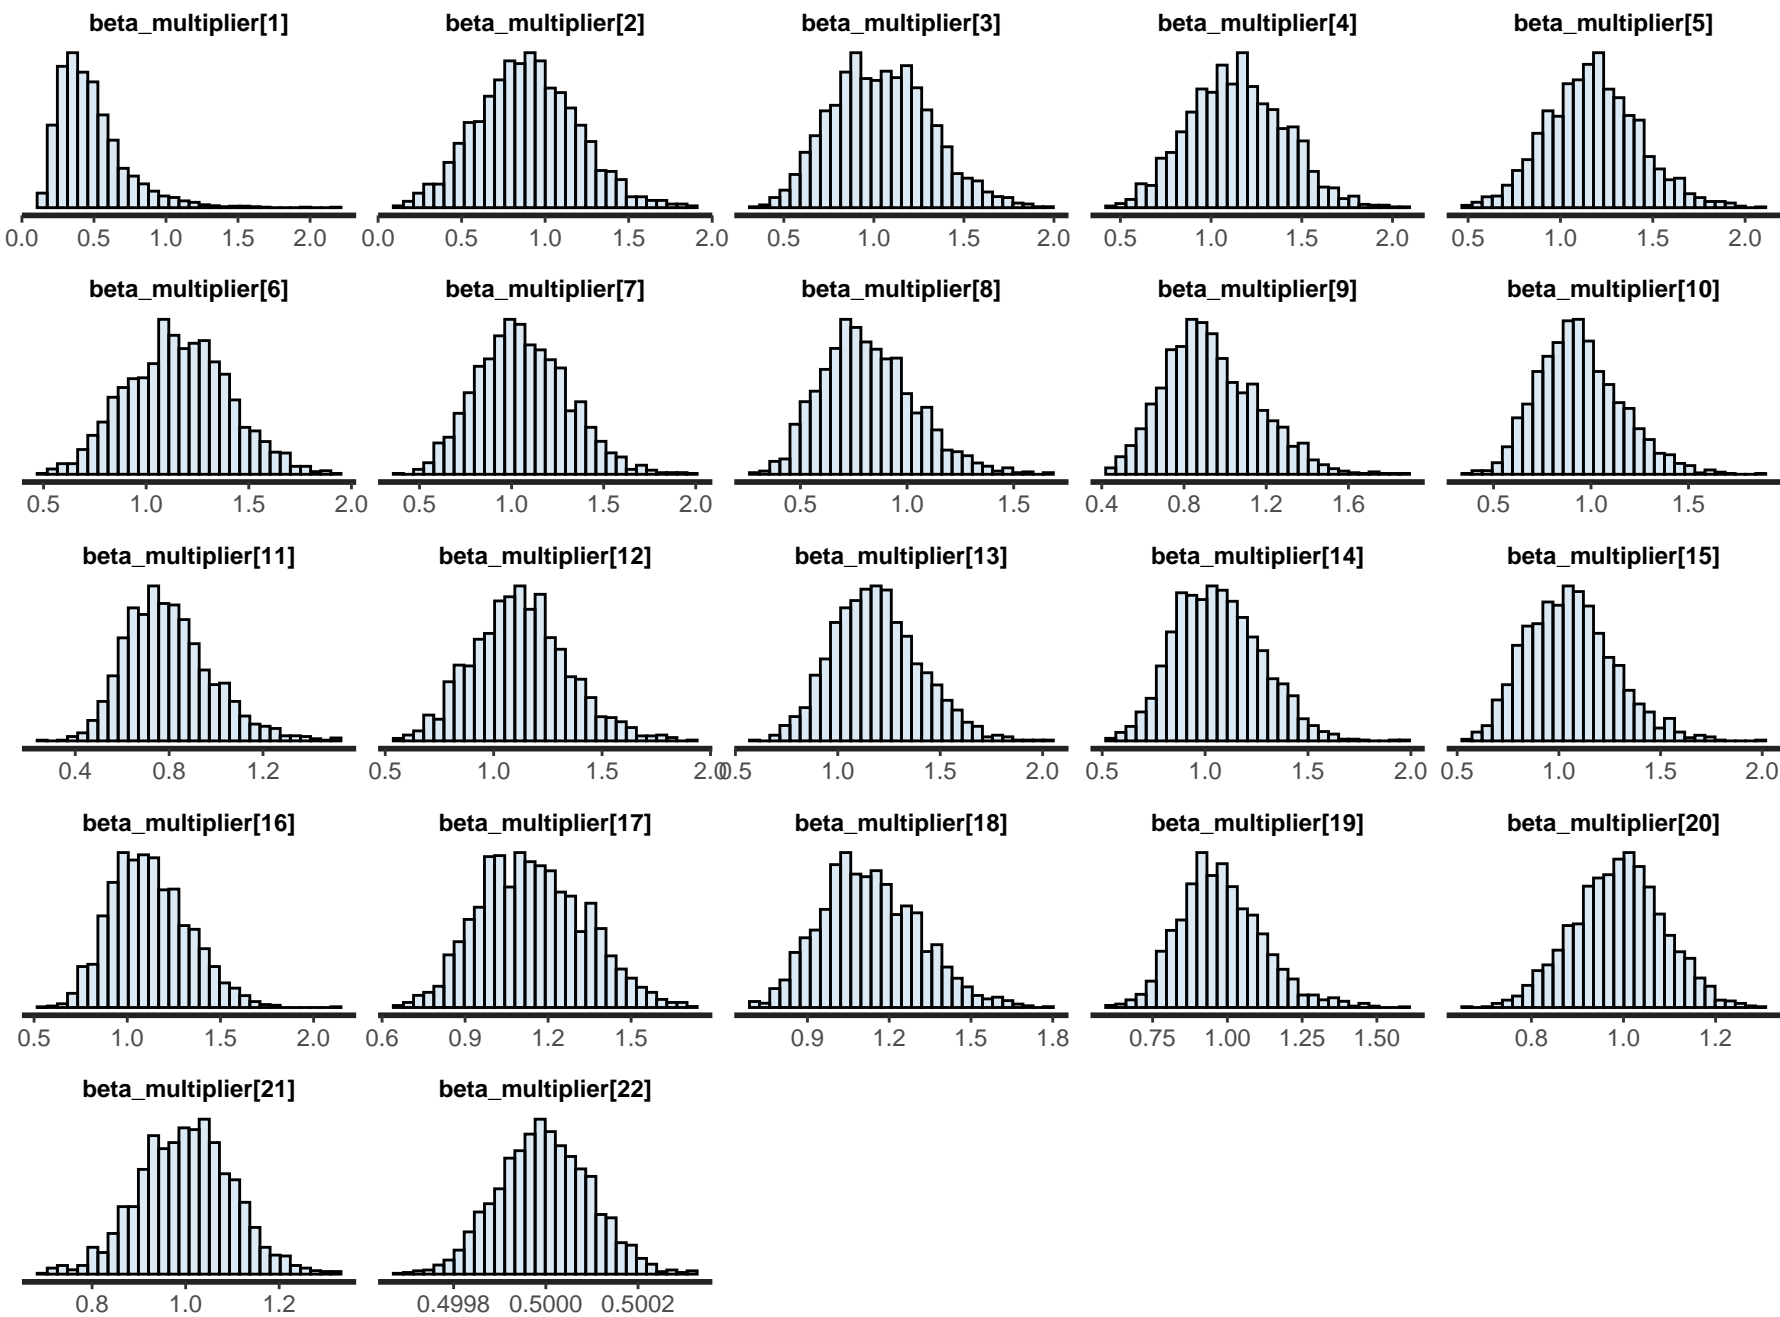 beta_multiplier[1] beta_multiplier[2] beta_multiplier[3] beta_multiplier[4] beta_multiplier[5]
0.0 0.5 1.0 1.5 2.0 0.0 0.5 1.0 1.5 2.0 0.5 1.0 1.5 2.0 0.5 1.0 1.5 2.0 0.5 1.0 1.5 2.0
beta_multiplier[6] beta_multiplier[7] beta_multiplier[8] beta_multiplier[9] beta_multiplier[10]
0.5 1.0 1.5 2.0 0.5 1.0 1.5 2.0 0.5 1.0 1.5 0.4 0.8 1.2 1.6 0.5 1.0 1.5
beta_multiplier[11] beta_multiplier[12] beta_multiplier[13] beta_multiplier[14] beta_multiplier[15]
0.4 0.8 1.2 0.5 1.0 1.5 2.0 0.5 1.0 1.5 2.0 0.5 1.0 1.5 2.0 0.5 1.0 1.5 2.0
beta_multiplier[16] beta_multiplier[17] beta_multiplier[18] beta_multiplier[19] beta_multiplier[20]
0.5 1.0 1.5 2.0 0.6 0.9 1.2 1.5 0.9 1.2 1.5 1.8 0.75 1.00 1.25 1.50 0.8 1.0 1.2
beta_multiplier[21] beta_multiplier[22]
0.8 1.0 1.2 0.4998 0.5000 0.5002